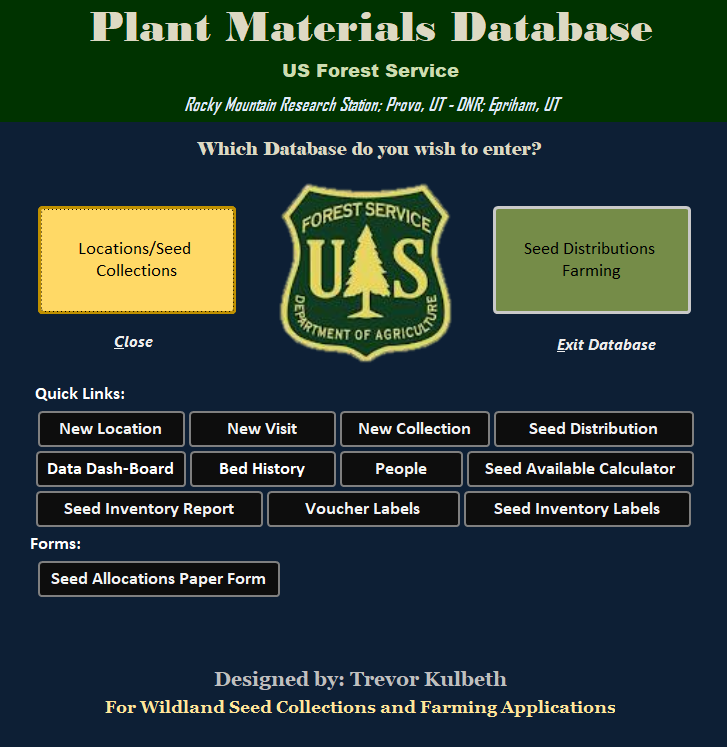 Plant Materials Database
US Forest Service
Rocky Mountain Research Station; Provo, UT - DNR; Epriham, UT
Which Database do you wish to enter?
Locations/Seed
Collections
FOREST SERVICE
U S
DEPARTMENT OF AGRICULTURE
Seed Distributions
Farming
Close
Exit Database
Quick Links:
New Location
New Visit
New Collection
Seed Distribution
Data Dash-Board
Bed History
People
Seed Available Calculator
Seed Inventory Report
Voucher Labels
Seed Inventory Labels
Forms:
Seed Allocations Paper Form
Designed by: Trevor Kulbeth
For Wildland Seed Collections and Farming Applications